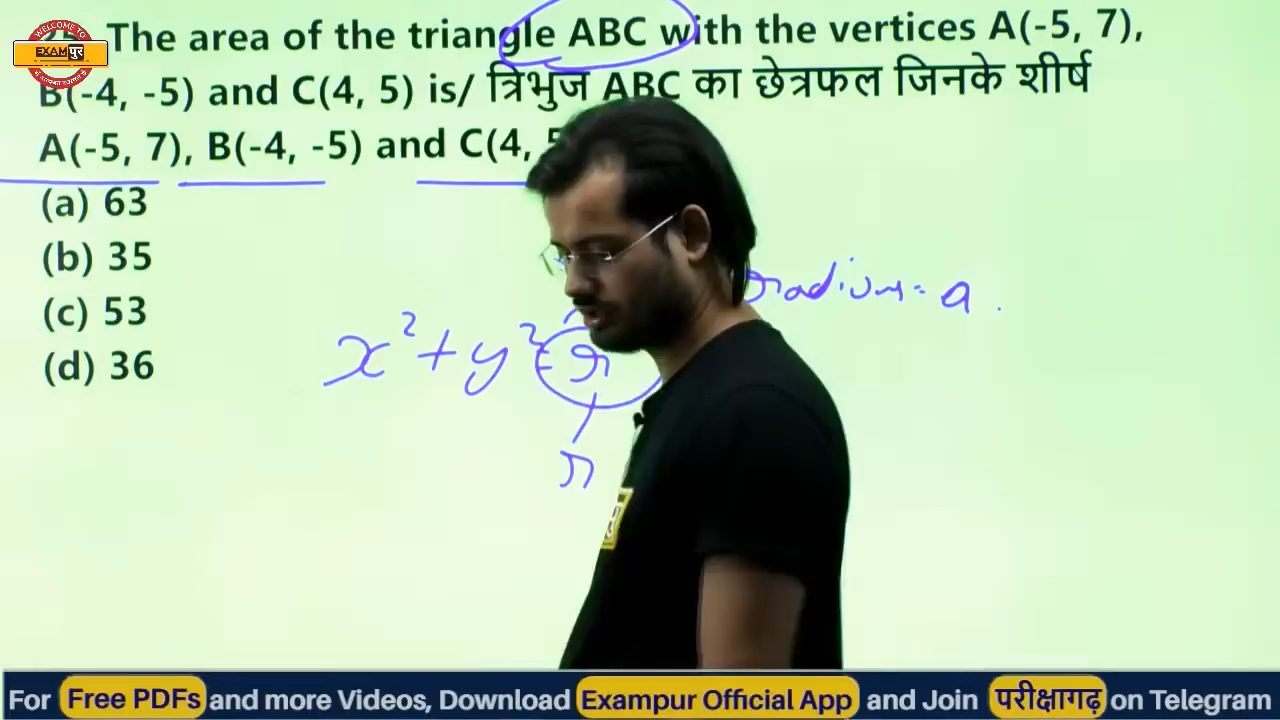 WELCOME TO
EXAMपुर
The area of the triangle ABC with the vertices A(-5, 7),
B(-4, -5) and C(4, 5) is/ त्रिभुज ABC का छेत्रफल जिनके शीर्ष
A(-5, 7), B(-4, -5) and C(4, 5
(a) 63
(b) 35
(c) 53
(d) 36
radius = a .
x² + y² =
For Free PDFs and more Videos, Download Exampur Official App and Join परीक्षागढ़ on Telegram